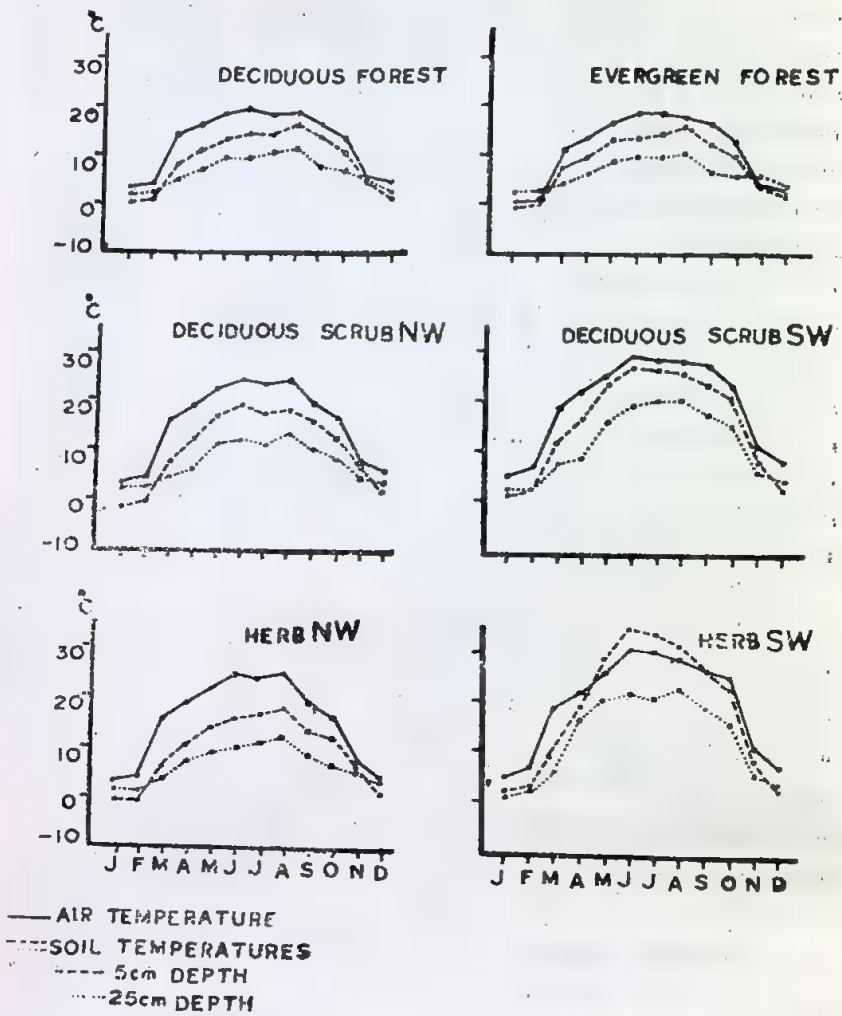 °C
30
20
10
0
-10
DECIDUOUS FOREST
EVERGREEN FOREST
°C
30
20
10
0
-10
DECIDUOUS SCRUB NW
DECIDUOUS SCRUB SW
°C
30
20
10
0
-10
HERB NW
HERB SW
J F M A M J J A S O N D
J F M A M J J A S O N D
AIR TEMPERATURE
SOIL TEMPERATURES
5cm DEPTH
25cm DEPTH